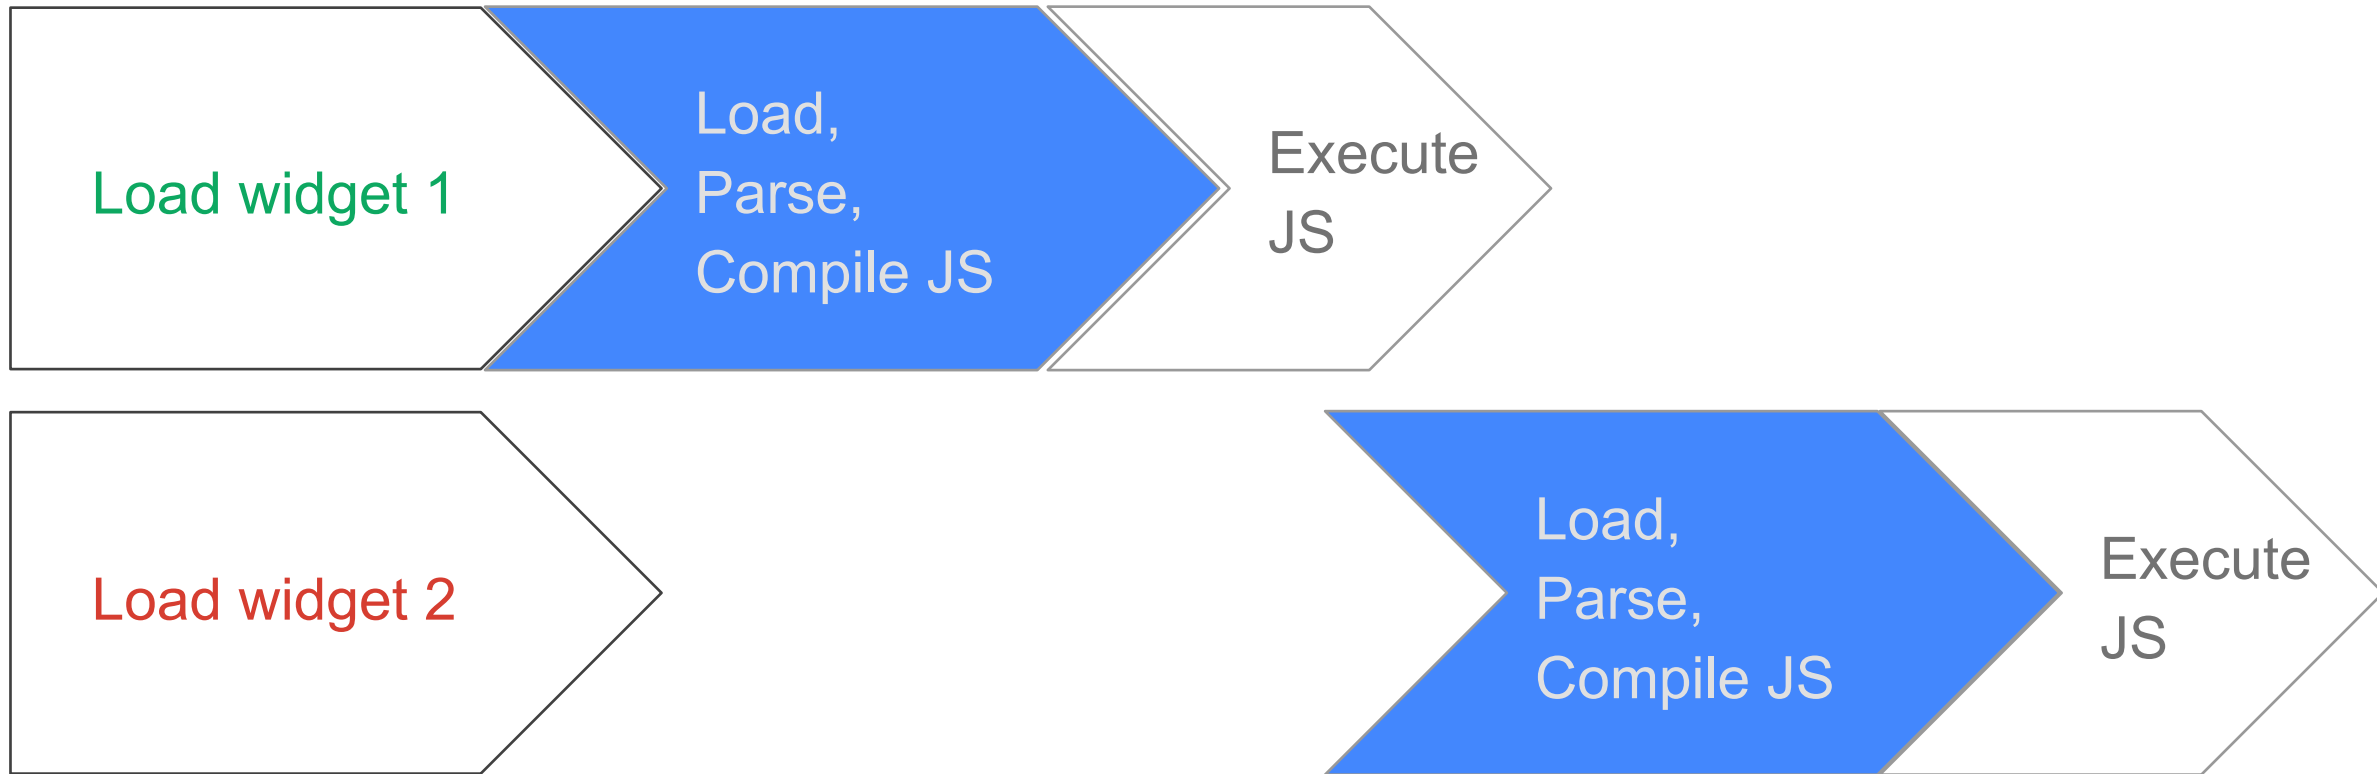 Load widget 1
Load,
Parse,
Compile JS
Execute
JS
Load widget 2
Load,
Parse,
Compile JS
Execute
JS